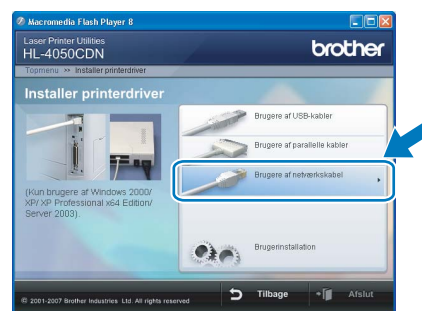 Macromedia Flash Player 8
Laser Printer Utilities
HL-4050CDN
brother
Topmenu >> Installer printerdriver
Installer printerdriver
Brugere af USB-kabler
Brugere af parallelle kabler
Brugere af netværkskabel
(Kun brugere af Windows 2000/
XP/ XP Professional x64 Edition/
Server 2003).
Brugerinstallation
© 2001-2007 Brother Industries Ltd. All rights reserved
Tilbage
Afslut